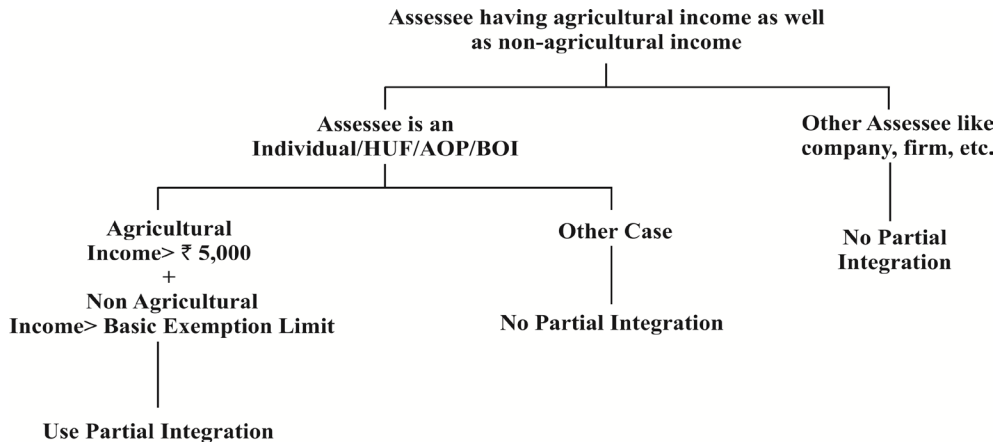 Assessee having agricultural income as well
as non-agricultural income
Assessee is an
Individual/HUF/AOP/BOI
Other Assessee like
company, firm, etc.
Agricultural
Income> ₹ 5,000
+
Non Agricultural
Income> Basic Exemption Limit
Other Case
No Partial
Integration
No Partial Integration
Use Partial Integration